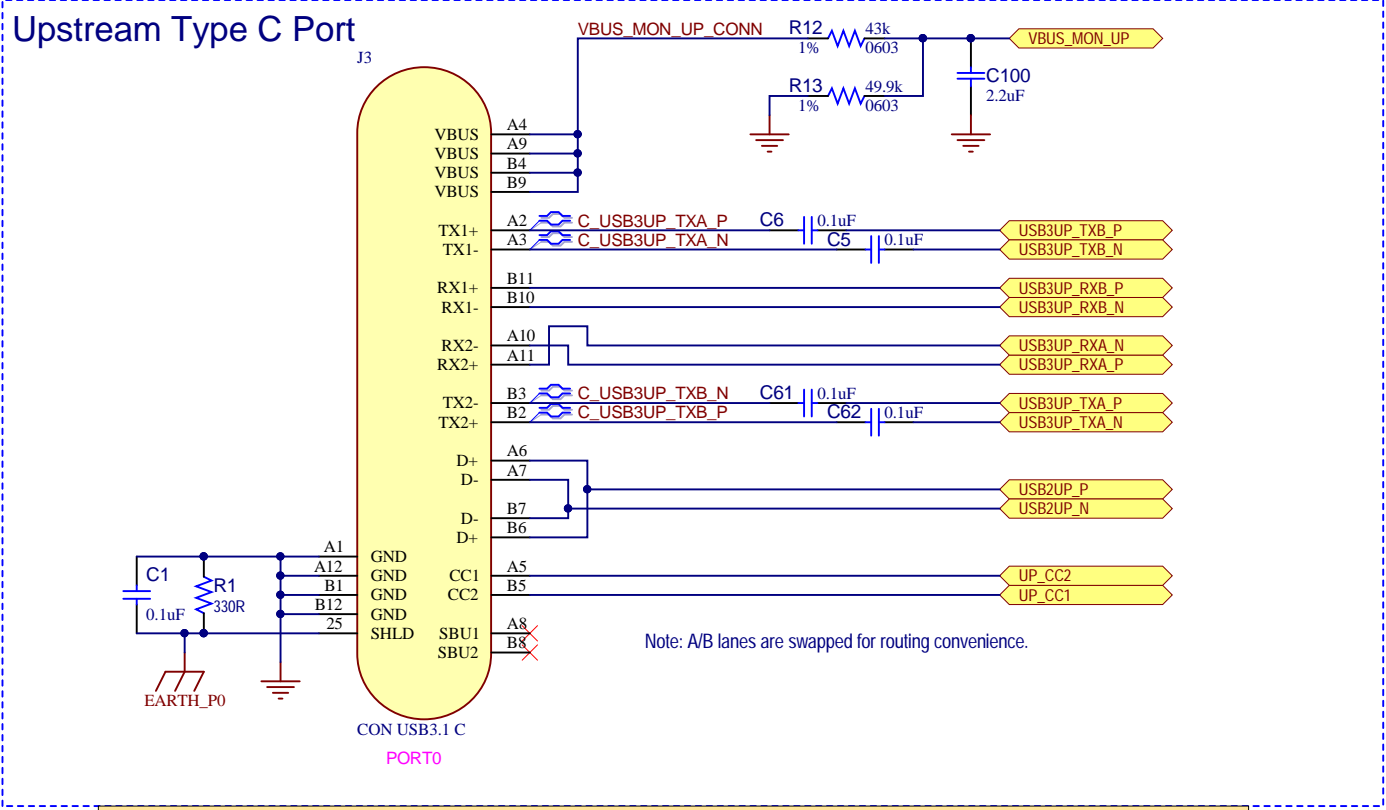 Upstream Type C Port
J3
VBUS_MON_UP_CONN
R12
43k
1%
0603
VBUS_MON_UP
C100
2.2uF
R13
49.9k
1%
0603
VBUS A4
VBUS A9
VBUS B4
VBUS B9
TX1+ A2 C_USB3UP_TXA_P C6 0.1uF USB3UP_TXB_P
TX1- A3 C_USB3UP_TXA_N C5 0.1uF USB3UP_TXB_N
RX1+ B11 USB3UP_RXB_P
RX1- B10 USB3UP_RXB_N
RX2- A10 USB3UP_RXA_N
RX2+ A11 USB3UP_RXA_P
TX2- B3 C_USB3UP_TXB_N C61 0.1uF USB3UP_TXA_P
TX2+ B2 C_USB3UP_TXB_P C62 0.1uF USB3UP_TXA_N
D+ A6
D- A7
USB2UP_P
USB2UP_N
D- B7
D+ B6
A1 GND
A12 GND
B1 GND
B12 GND
25 SHLD
C1
0.1uF
R1
330R
EARTH_P0
CC1 A5 UP_CC2
CC2 B5 UP_CC1
SBU1 A8
SBU2 B8
Note: A/B lanes are swapped for routing convenience.
CON USB3.1 C
PORT0